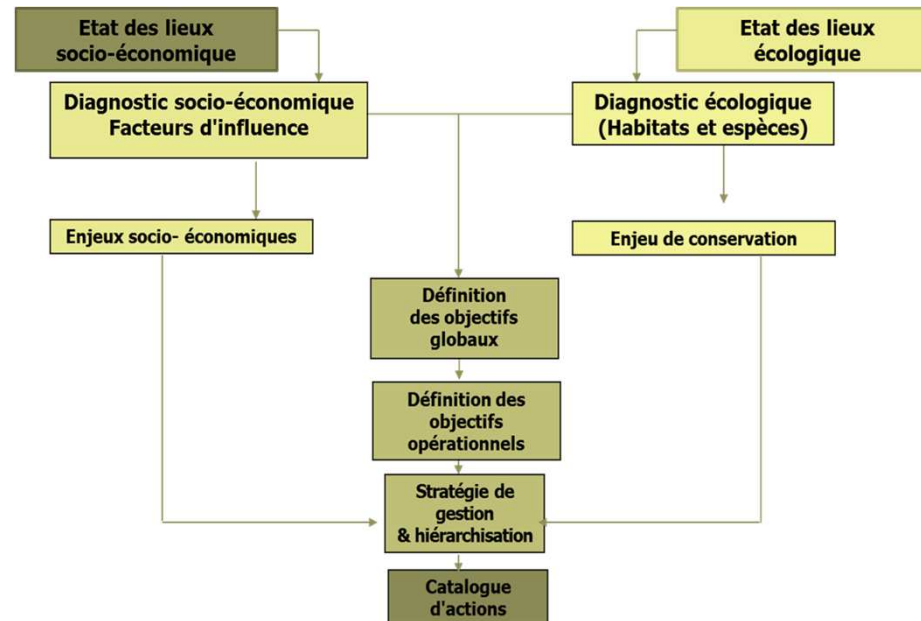 Etat des lieux
socio-économique
Etat des lieux
écologique
Diagnostic socio-économique
Facteurs d'influence
Diagnostic écologique
(Habitats et espèces)
Enjeux socio- économiques
Enjeu de conservation
Définition
des objectifs
globaux
Définition des
objectifs
opérationnels
Stratégie de
gestion
& hiérarchisation
Catalogue
d'actions